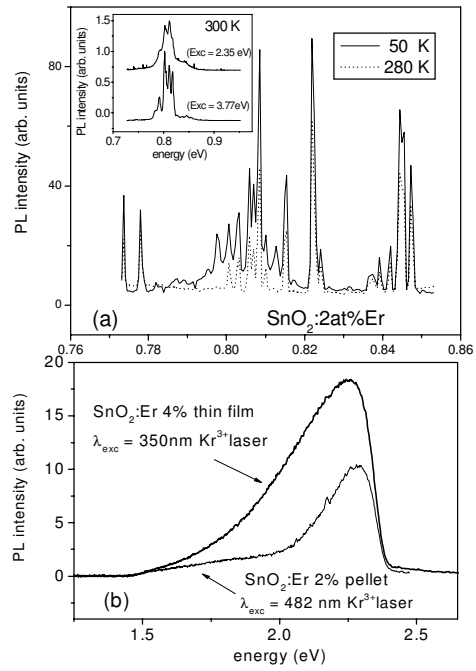 300 K
(Exc = 2.35 eV)
(Exc = 3.77eV)
PL intensity (arb. units)
1.5
1.0
0.5
0.0
0.7 0.8 0.9
energy (eV)
50 K
280 K
PL intensity (arb. units)
80
40
0
(a)
SnO2:2at%Er
0.76 0.78 0.80 0.82 0.84 0.86
20
15
10
5
0
PL intensity (arb. units)
SnO2:Er 4% thin film
λexc = 350nm Kr3+laser
SnO2:Er 2% pellet
λexc = 482 nm Kr3+laser
(b)
1.5 2.0 2.5
energy (eV)